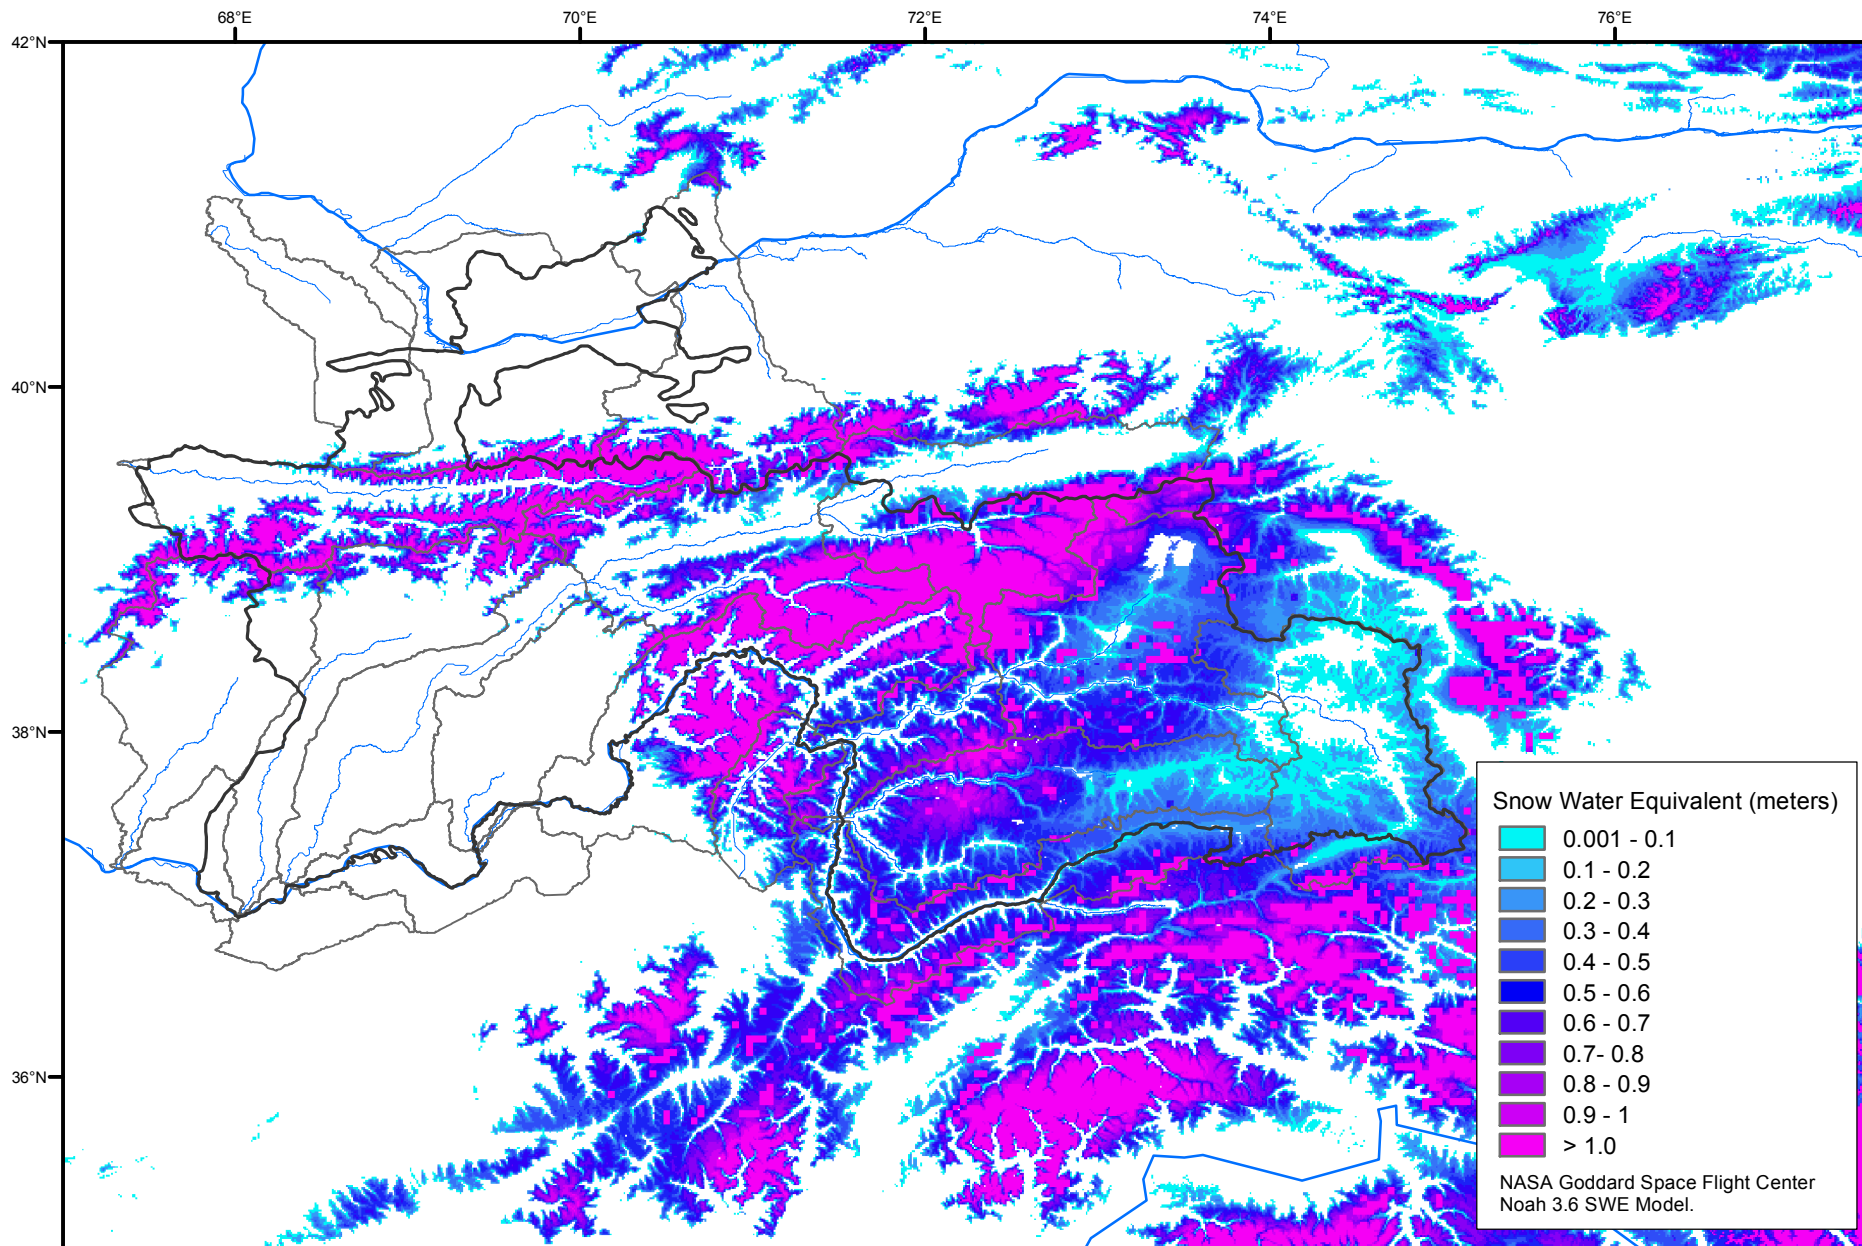 68°E
70°E
72°E
74°E
76°E
42°N
40°N
38°N
36°N
Snow Water Equivalent (meters)
0.001 - 0.1
0.1 - 0.2
0.2 - 0.3
0.3 - 0.4
0.4 - 0.5
0.5 - 0.6
0.6 - 0.7
0.7- 0.8
0.8 - 0.9
0.9 - 1
> 1.0
NASA Goddard Space Flight Center
Noah 3.6 SWE Model.